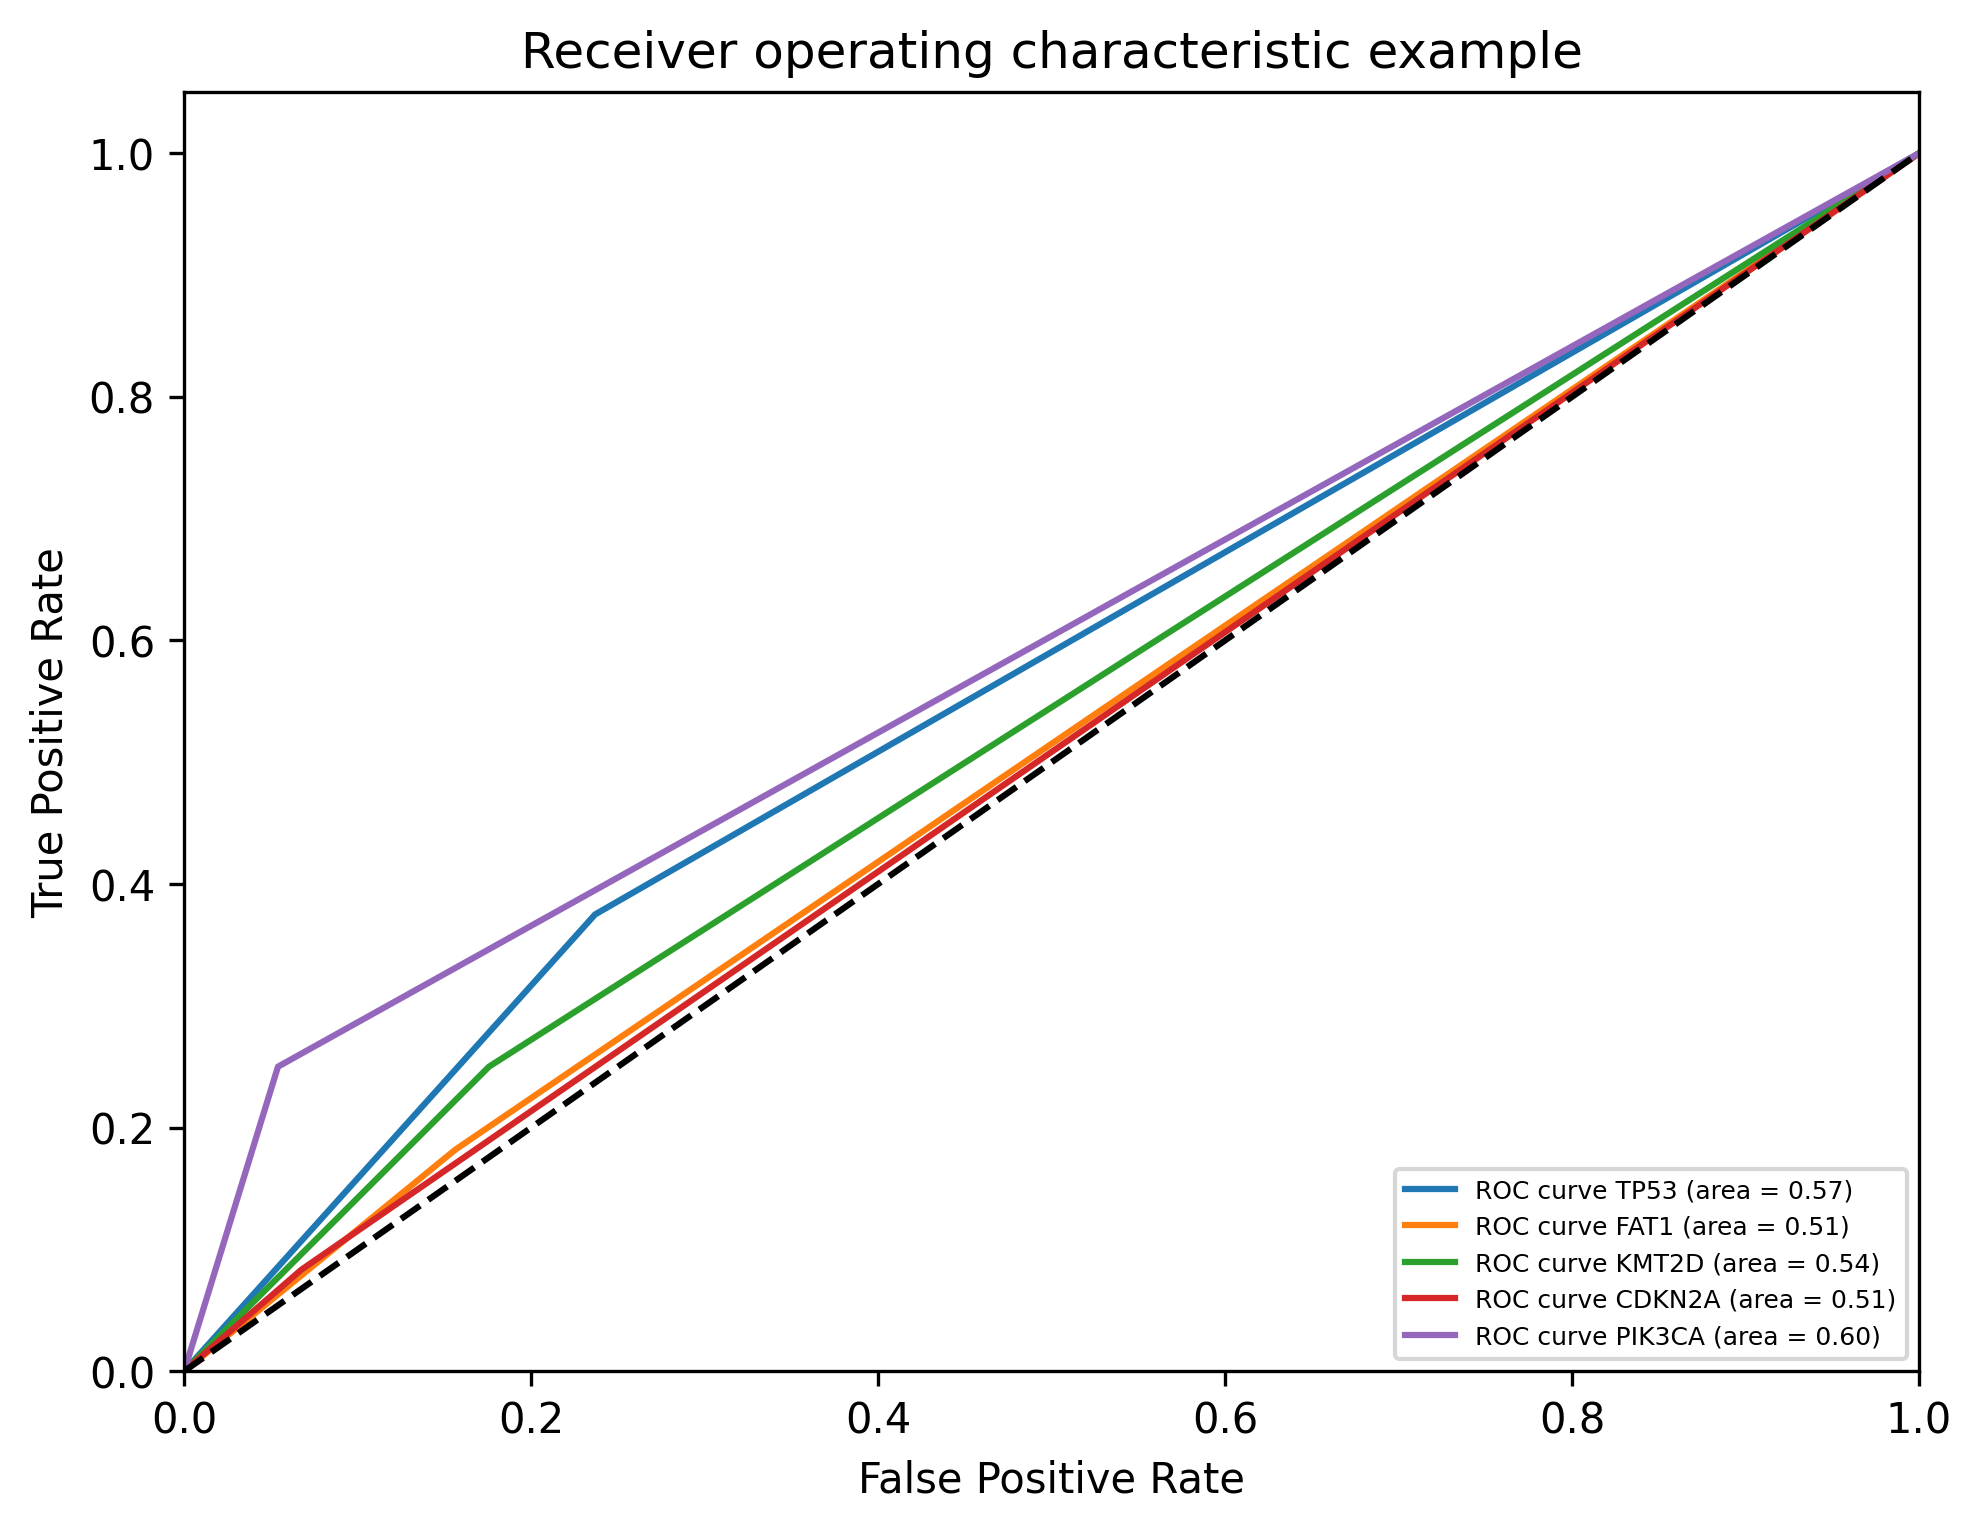 Receiver operating characteristic example
1.0
0.8
0.6
0.4
0.2
0.0
True Positive Rate
0.0 0.2 0.4 0.6 0.8 1.0
False Positive Rate
ROC curve TP53 (area = 0.57)
ROC curve FAT1 (area = 0.51)
ROC curve KMT2D (area = 0.54)
ROC curve CDKN2A (area = 0.51)
ROC curve PIK3CA (area = 0.60)